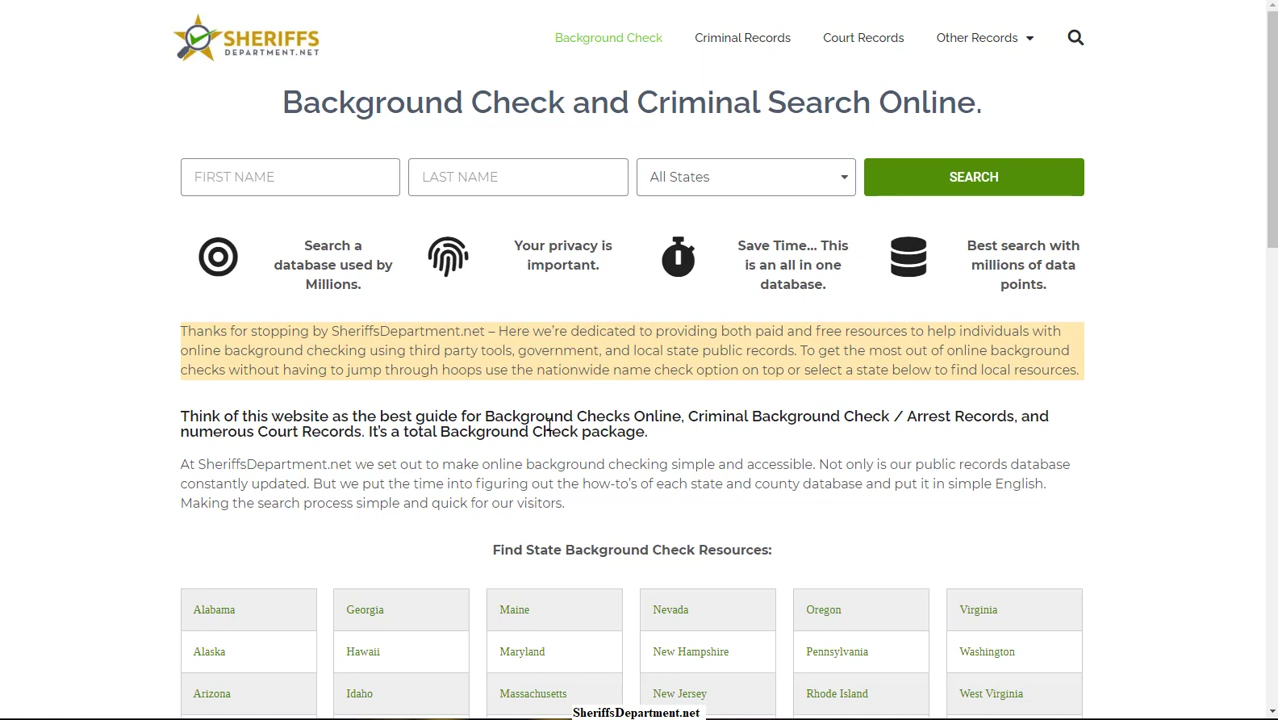 SHERIFFS
DEPARTMENT.NET
Background Check
Criminal Records
Court Records
Other Records
Background Check and Criminal Search Online.
FIRST NAME
LAST NAME
All States
SEARCH
Search a
database used by
Millions.
Your privacy is
important.
Save Time... This
is an all in one
database.
Best search with
millions of data
points.
Thanks for stopping by SheriffsDepartment.net – Here we're dedicated to providing both paid and free resources to help individuals with
online background checking using third party tools, government, and local state public records. To get the most out of online background
checks without having to jump through hoops use the nationwide name check option on top or select a state below to find local resources.
Think of this website as the best guide for Background Checks Online, Criminal Background Check / Arrest Records, and
numerous Court Records. It's a total Background Check package.
At SheriffsDepartment.net we set out to make online background checking simple and accessible. Not only is our public records database
constantly updated. But we put the time into figuring out the how-to's of each state and county database and put it in simple English.
Making the search process simple and quick for our visitors.
Find State Background Check Resources:
Alabama Georgia Maine Nevada Oregon Virginia
Alaska Hawaii Maryland New Hampshire Pennsylvania Washington
Arizona Idaho Massachusetts New Jersey Rhode Island West Virginia
SheriffsDepartment.net